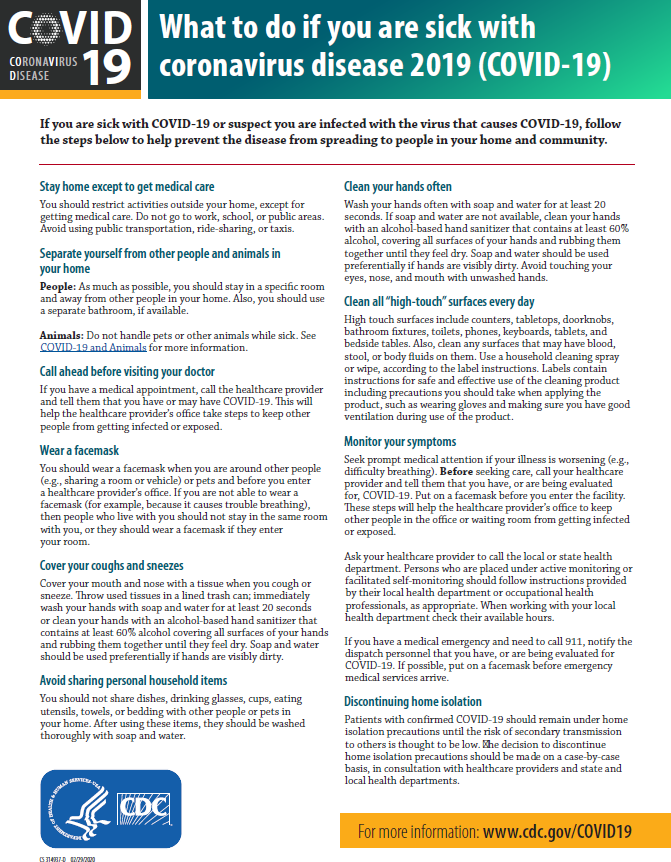 COVID
CORONAVIRUS
DISEASE
19
What to do if you are sick with
coronavirus disease 2019 (COVID-19)
If you are sick with COVID-19 or suspect you are infected with the virus that causes COVID-19, follow
the steps below to help prevent the disease from spreading to people in your home and community.
Stay home except to get medical care
You should restrict activities outside your home, except for
getting medical care. Do not go to work, school, or public areas.
Avoid using public transportation, ride-sharing, or taxis.
Separate yourself from other people and animals in
your home
People: As much as possible, you should stay in a specific room
and away from other people in your home. Also, you should use
a separate bathroom, if available.
Animals: Do not handle pets or other animals while sick. See
COVID-19 and Animals for more information.
Call ahead before visiting your doctor
If you have a medical appointment, call the healthcare provider
and tell them that you have or may have COVID-19. This will
help the healthcare provider's office take steps to keep other
people from getting infected or exposed.
Wear a facemask
You should wear a facemask when you are around other people
(e.g., sharing a room or vehicle) or pets and before you enter
a healthcare provider's office. If you are not able to wear a
facemask (for example, because it causes trouble breathing),
then people who live with you should not stay in the same room
with you, or they should wear a facemask if they enter
your room.
Cover your coughs and sneezes
Cover your mouth and nose with a tissue when you cough or
sneeze. Throw used tissues in a lined trash can; immediately
wash your hands with soap and water for at least 20 seconds
or clean your hands with an alcohol-based hand sanitizer that
contains at least 60% alcohol covering all surfaces of your hands
and rubbing them together until they feel dry. Soap and water
should be used preferentially if hands are visibly dirty.
Avoid sharing personal household items
You should not share dishes, drinking glasses, cups, eating
utensils, towels, or bedding with other people or pets in
your home. After using these items, they should be washed
thoroughly with soap and water.
Clean your hands often
Wash your hands often with soap and water for at least 20
seconds. If soap and water are not available, clean your hands
with an alcohol-based hand sanitizer that contains at least 60%
alcohol, covering all surfaces of your hands and rubbing them
together until they feel dry. Soap and water should be used
preferentially if hands are visibly dirty. Avoid touching your
eyes, nose, and mouth with unwashed hands.
Clean all "high-touch" surfaces every day
High touch surfaces include counters, tabletops, doorknobs,
bathroom fixtures, toilets, phones, keyboards, tablets, and
bedside tables. Also, clean any surfaces that may have blood,
stool, or body fluids on them. Use a household cleaning spray
or wipe, according to the label instructions. Labels contain
instructions for safe and effective use of the cleaning product
including precautions you should take when applying the
product, such as wearing gloves and making sure you have good
ventilation during use of the product.
Monitor your symptoms
Seek prompt medical attention if your illness is worsening (e.g.,
difficulty breathing). Before seeking care, call your healthcare
provider and tell them that you have, or are being evaluated
for, COVID-19. Put on a facemask before you enter the facility.
These steps will help the healthcare provider's office to keep
other people in the office or waiting room from getting infected
or exposed.
Ask your healthcare provider to call the local or state health
department. Persons who are placed under active monitoring or
facilitated self-monitoring should follow instructions provided
by their local health department or occupational health
professionals, as appropriate. When working with your local
health department check their available hours.
If you have a medical emergency and need to call 911, notify the
dispatch personnel that you have, or are being evaluated for
COVID-19. If possible, put on a facemask before emergency
medical services arrive.
Discontinuing home isolation
Patients with confirmed COVID-19 should remain under home
isolation precautions until the risk of secondary transmission
to others is thought to be low. The decision to discontinue
home isolation precautions should be made on a case-by-case
basis, in consultation with healthcare providers and state and
local health departments.
DEPARTMENT OF HEALTH & HUMAN SERVICES·USA
CDC
CS 314937-D 02/29/2020
For more information: www.cdc.gov/COVID19